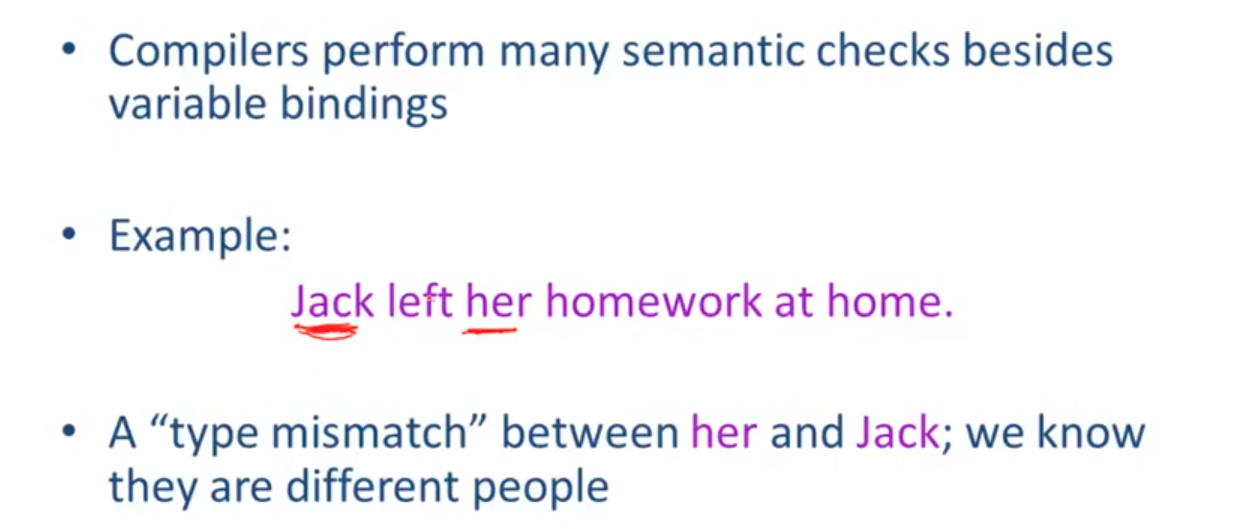 • Compilers perform many semantic checks besides
variable bindings
• Example:
Jack left her homework at home.
• A “type mismatch” between her and Jack; we know
they are different people